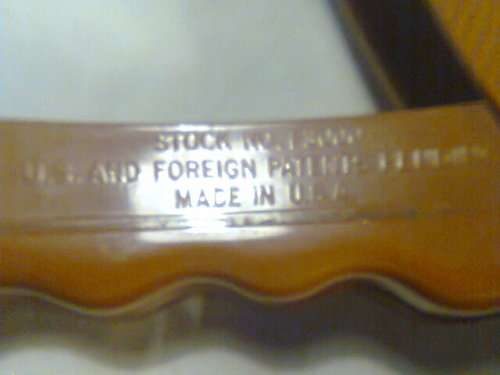 STOCK NO.
U.S. AND FOREIGN PATENTS
MADE IN U.S.A.